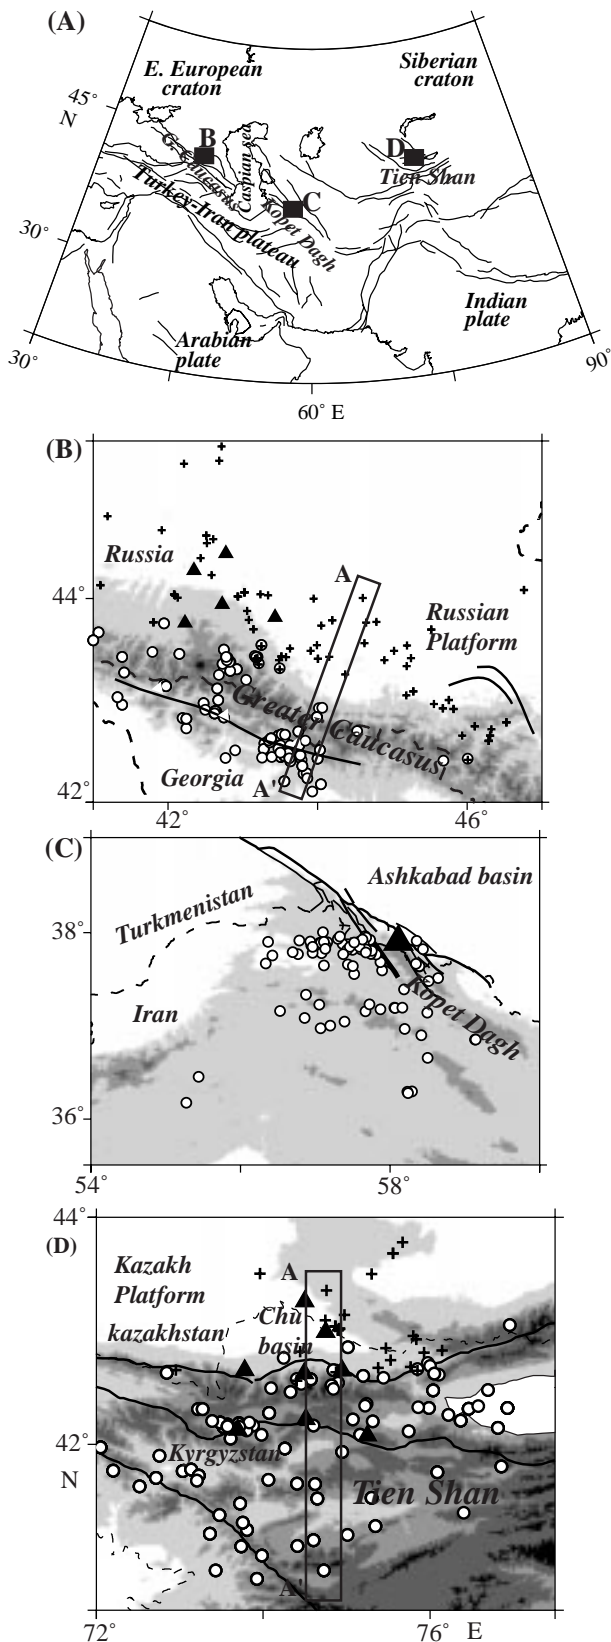 (A)
E. European
craton
Siberian
craton
45°
N
B
D
G. Caucasus
Caspian sea
Tien Shan
C
Turkey-Iran plateau
Kopet Dagh
30°
Indian
plate
Arabian
plate
30°
90°
60° E
(B)
Russia
A
44°
Russian
Platform
Greater Caucasus
Georgia
A'
42°
42°
46°
(C)
Ashkabad basin
Turkmenistan
38°
Kopet Dagh
Iran
36°
54°
58°
44°
(D)
Kazakh
Platform
A
kazakhstan
Chu
basin
42°
Kyrgyzstan
N
Tien Shan
A'
72°
76°
E